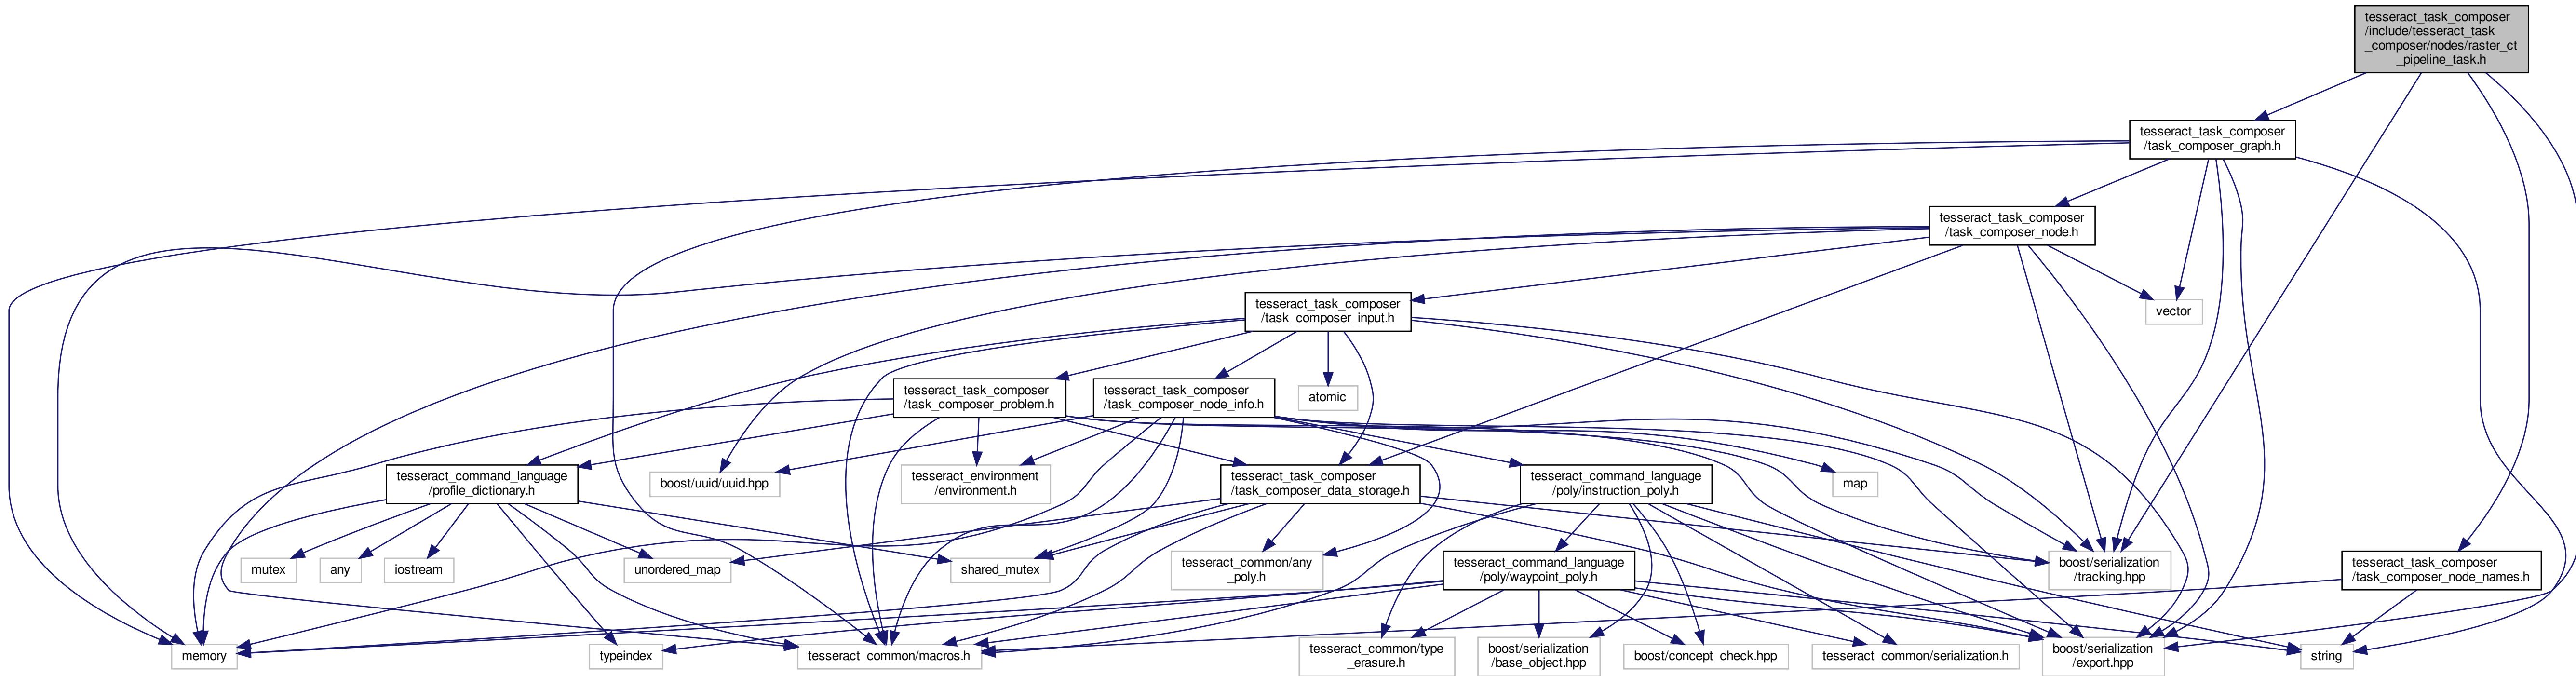 tesseract_task_composer
/include/tesseract_task
_composer/nodes/raster_ct
_pipeline_task.h
tesseract_task_composer
/task_composer_graph.h
tesseract_task_composer
/task_composer_node.h
tesseract_task_composer
/task_composer_input.h
vector
tesseract_task_composer
/task_composer_problem.h
tesseract_task_composer
/task_composer_node_info.h
atomic
tesseract_command_language
/profile_dictionary.h
boost/uuid/uuid.hpp
tesseract_environment
/environment.h
tesseract_task_composer
/task_composer_data_storage.h
tesseract_command_language
/poly/instruction_poly.h
map
mutex
any
iostream
unordered_map
shared_mutex
tesseract_common/any
_poly.h
tesseract_command_language
/poly/waypoint_poly.h
boost/serialization
/tracking.hpp
tesseract_task_composer
/task_composer_node_names.h
memory
typeindex
tesseract_common/macros.h
tesseract_common/type
_erasure.h
boost/serialization
/base_object.hpp
boost/concept_check.hpp
tesseract_common/serialization.h
boost/serialization
/export.hpp
string